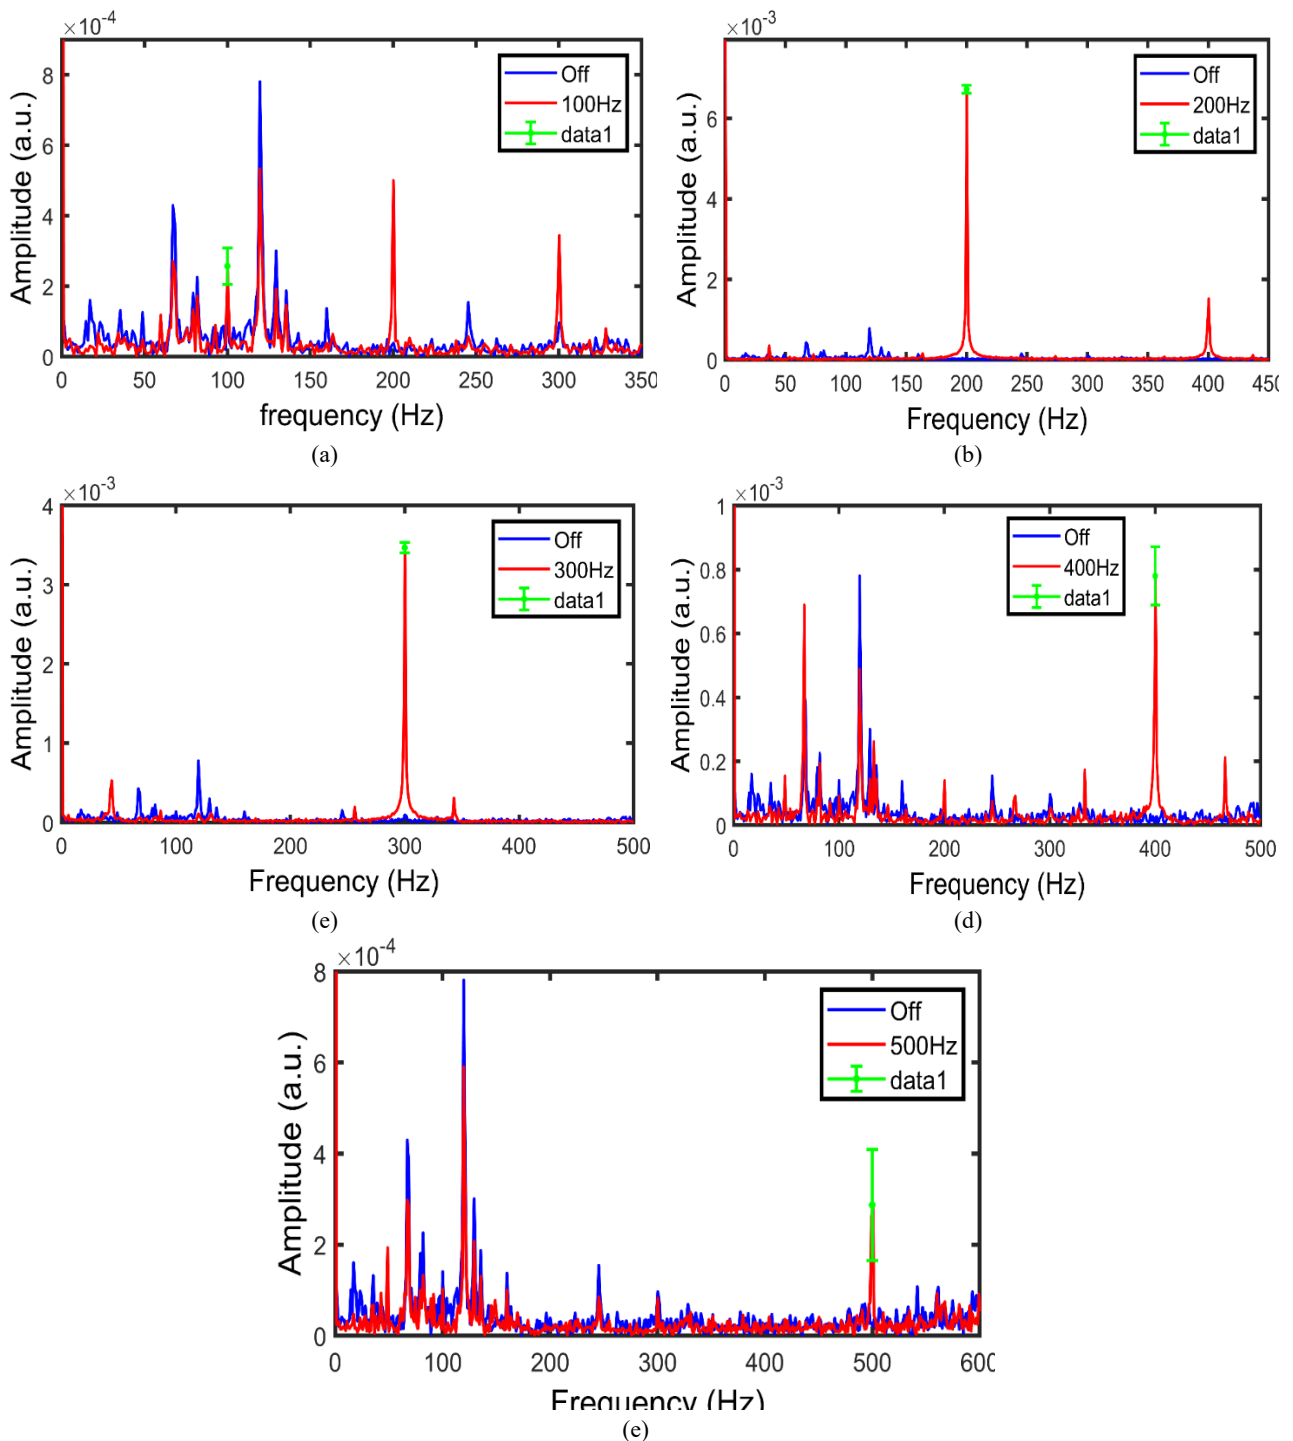 ×10-4
8
6
4
2
0
0 50 100 150 200 250 300 350
Amplitude (a.u.)
frequency (Hz)
Off
100Hz
data1
(a)
×10-3
6
4
2
0
0 50 100 150 200 250 300 350 400 450
Amplitude (a.u.)
Frequency (Hz)
Off
200Hz
data1
(b)
×10-3
4
3
2
1
0
0 100 200 300 400 500
Amplitude (a.u.)
Frequency (Hz)
Off
300Hz
data1
(e)
×10-3
1
0.8
0.6
0.4
0.2
0
0 100 200 300 400 500
Amplitude (a.u.)
Frequency (Hz)
Off
400Hz
data1
(d)
×10-4
8
6
4
2
0
0 100 200 300 400 500 600
Amplitude (a.u.)
Frequency (Hz)
Off
500Hz
data1
(e)